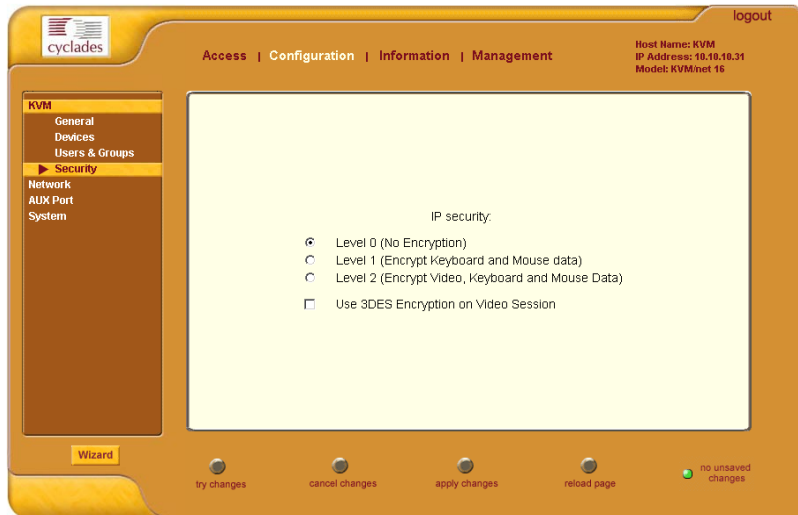 logout
cyclades
Access | Configuration | Information | Management
Host Name: KVM
IP Address: 10.10.10.31
Model: KVM/net 16
KVM
General
Devices
Users & Groups
Security
Network
AUX Port
System
IP security:
Level 0 (No Encryption)
Level 1 (Encrypt Keyboard and Mouse data)
Level 2 (Encrypt Video, Keyboard and Mouse Data)
Use 3DES Encryption on Video Session
Wizard
try changes
cancel changes
apply changes
reload page
no unsaved
changes